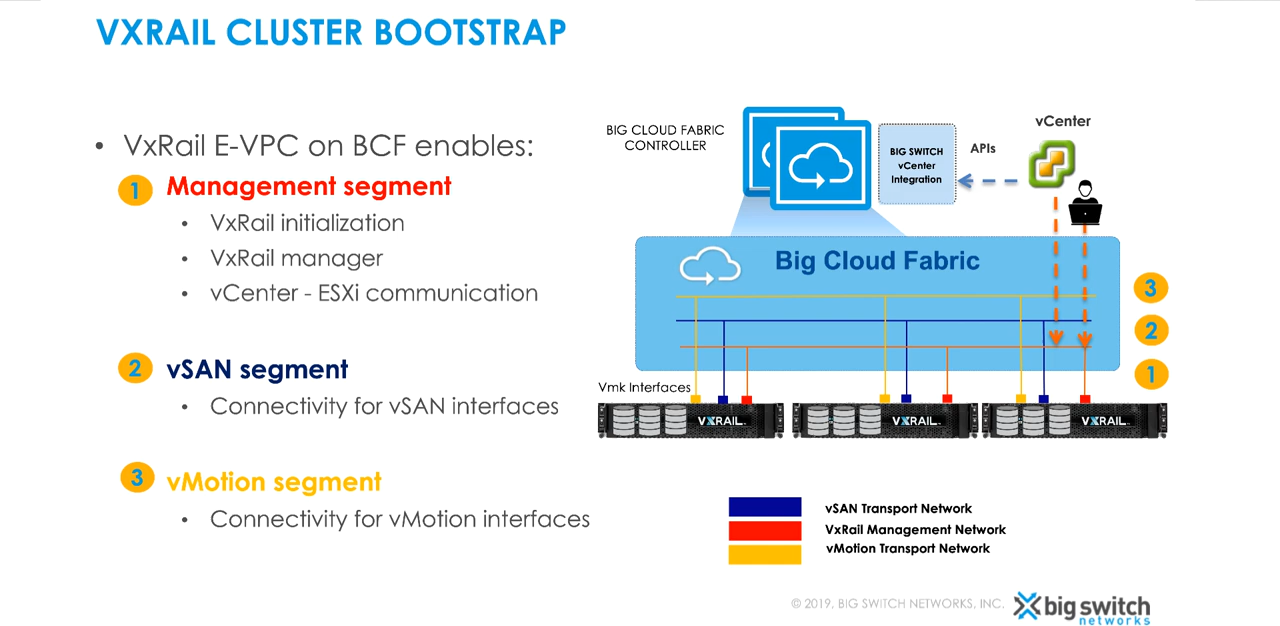 VXRAIL CLUSTER BOOTSTRAP
• VxRail E-VPC on BCF enables:
1 Management segment
• VxRail initialization
• VxRail manager
• vCenter - ESXi communication
2 vSAN segment
• Connectivity for vSAN interfaces
3 vMotion segment
• Connectivity for vMotion interfaces
BIG CLOUD FABRIC
CONTROLLER
BIG SWITCH
vCenter
Integration
APIs
vCenter
Big Cloud Fabric
3
2
1
Vmk Interfaces
VXRAIL
VXRAIL
VXRAIL
vSAN Transport Network
VxRail Management Network
vMotion Transport Network
© 2019, BIG SWITCH NETWORKS, INC.
big switch
networks